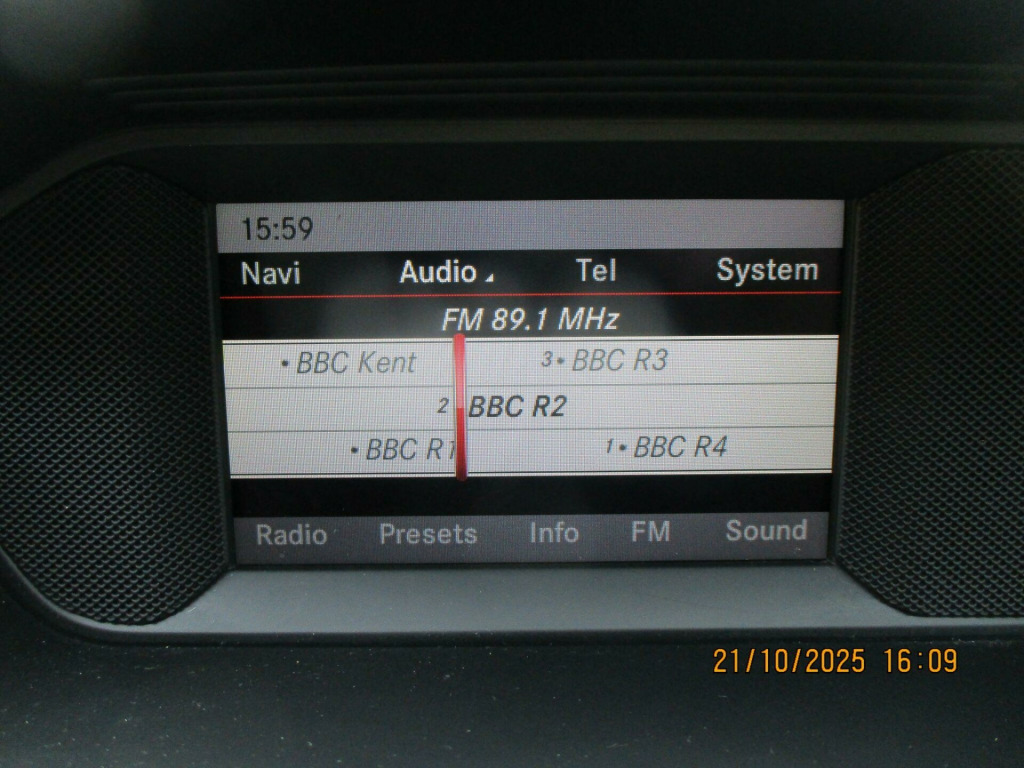 15:59
Navi Audio Tel System
FM 89.1 MHz
• BBC Kent 3• BBC R3
2 BBC R2
• BBC R1 1• BBC R4
Radio Presets Info FM Sound
21/10/2025 16:09